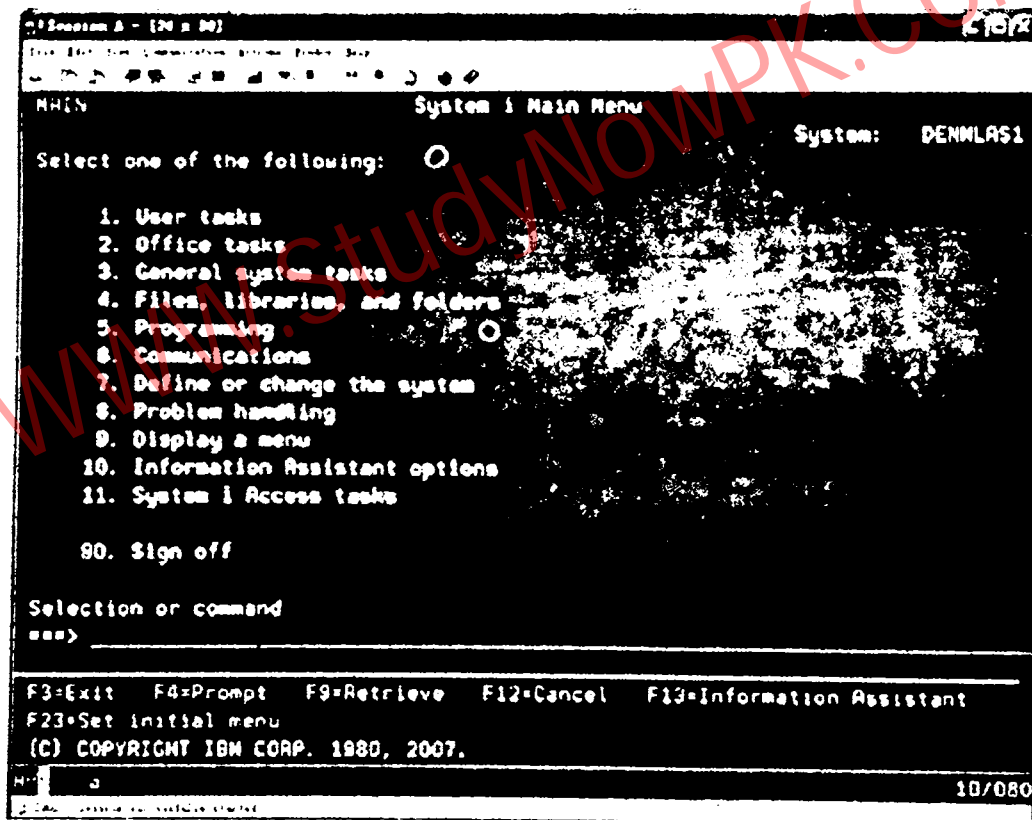 Session A - [24 x 80]
MAIN System i Main Menu
System: DENMLAS1
Select one of the following:
1. User tasks
2. Office tasks
3. General system tasks
4. Files, libraries, and folders
5. Programming
6. Communications
7. Define or change the system
8. Problem handling
9. Display a menu
10. Information Assistant options
11. System i Access tasks
90. Sign off
Selection or command
===>
F3=Exit F4=Prompt F9=Retrieve F12=Cancel F13=Information Assistant
F23=Set initial menu
(C) COPYRIGHT IBM CORP. 1980, 2007.
a 10/080
www.StudyNowPK.CO